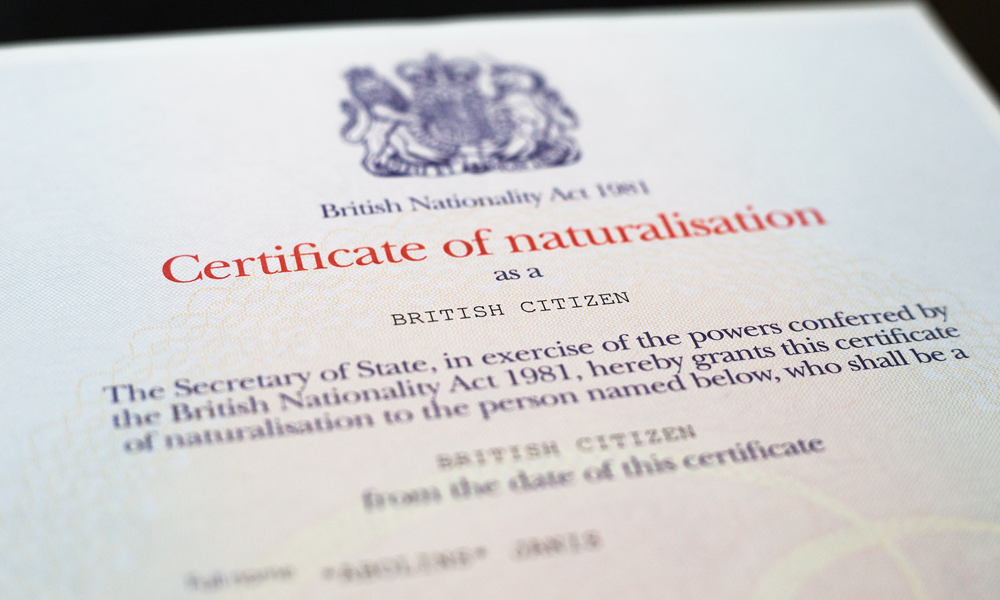 British Nationality Act 1981
Certificate of naturalisation
as a
BRITISH CITIZEN
The Secretary of State, in exercise of the powers conferred by
the British Nationality Act 1981, hereby grants this certificate
of naturalisation to the person named below, who shall be a
BRITISH CITIZEN
from the date of this certificate
Full name